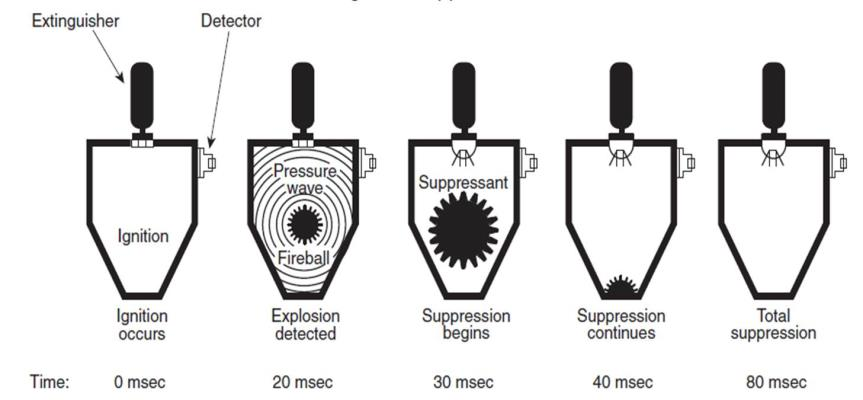 Extinguisher
Detector
Ignition
Pressure
wave
Fireball
Suppressant
Ignition
occurs
Explosion
detected
Suppression
begins
Suppression
continues
Total
suppression
Time: 0 msec 20 msec 30 msec 40 msec 80 msec